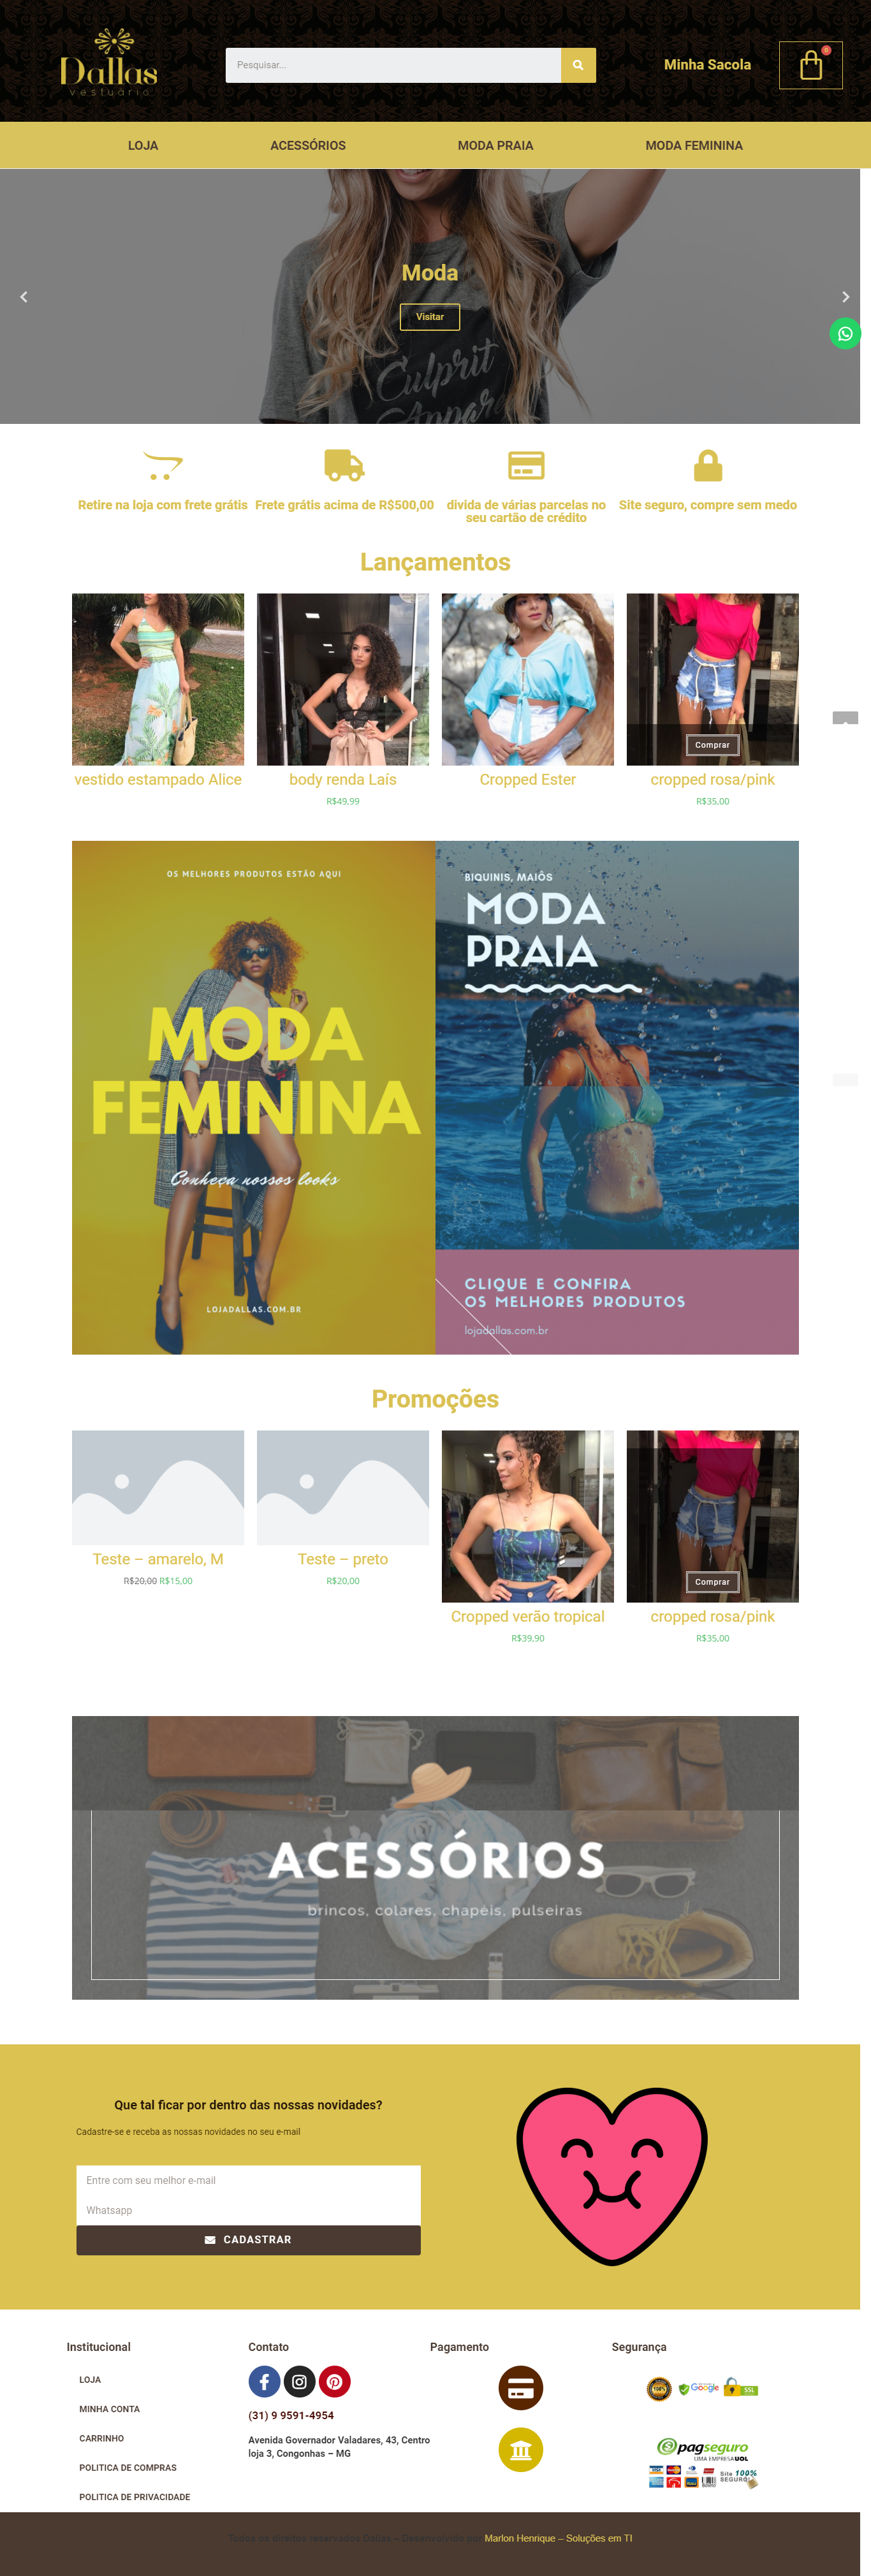 Dallas
vestuário
Pesquisar...
Minha Sacola
0
LOJA
ACESSÓRIOS
MODA PRAIA
MODA FEMININA
Moda
Visitar
Culprit
Apparel
Retire na loja com frete grátis
Frete grátis acima de R$500,00
divida de várias parcelas no
seu cartão de crédito
Site seguro, compre sem medo
Lançamentos
Comprar
vestido estampado Alice
body renda Laís
Cropped Ester
cropped rosa/pink
R$49,99
R$35,00
OS MELHORES PRODUTOS ESTÃO AQUI
MODA
FEMININA
Conheça nossos looks
LOJADALLAS.COM.BR
BIQUINIS, MAIÔS
MODA
PRAIA
CLIQUE E CONFIRA
OS MELHORES PRODUTOS
lojadallas.com.br
Promoções
Teste – amarelo, M
R$20,00 R$15,00
Teste – preto
R$20,00
Comprar
Cropped verão tropical
R$39,90
cropped rosa/pink
R$35,00
ACESSÓRIOS
brincos, colares, chapéis, pulseiras
Que tal ficar por dentro das nossas novidades?
Cadastre-se e receba as nossas novidades no seu e-mail
Entre com seu melhor e-mail
Whatsapp
CADASTRAR
Institucional
LOJA
MINHA CONTA
CARRINHO
POLITICA DE COMPRAS
POLITICA DE PRIVACIDADE
Contato
(31) 9 9591-4954
Avenida Governador Valadares, 43, Centro
loja 3, Congonhas – MG
Pagamento
Segurança
100%
Google
SSL
pagseguro
UMA EMPRESA UOL
Site 100%
SEGURO
Todos os direitos reservados Dallas – Desenvolvido por Marlon Henrique – Soluções em TI